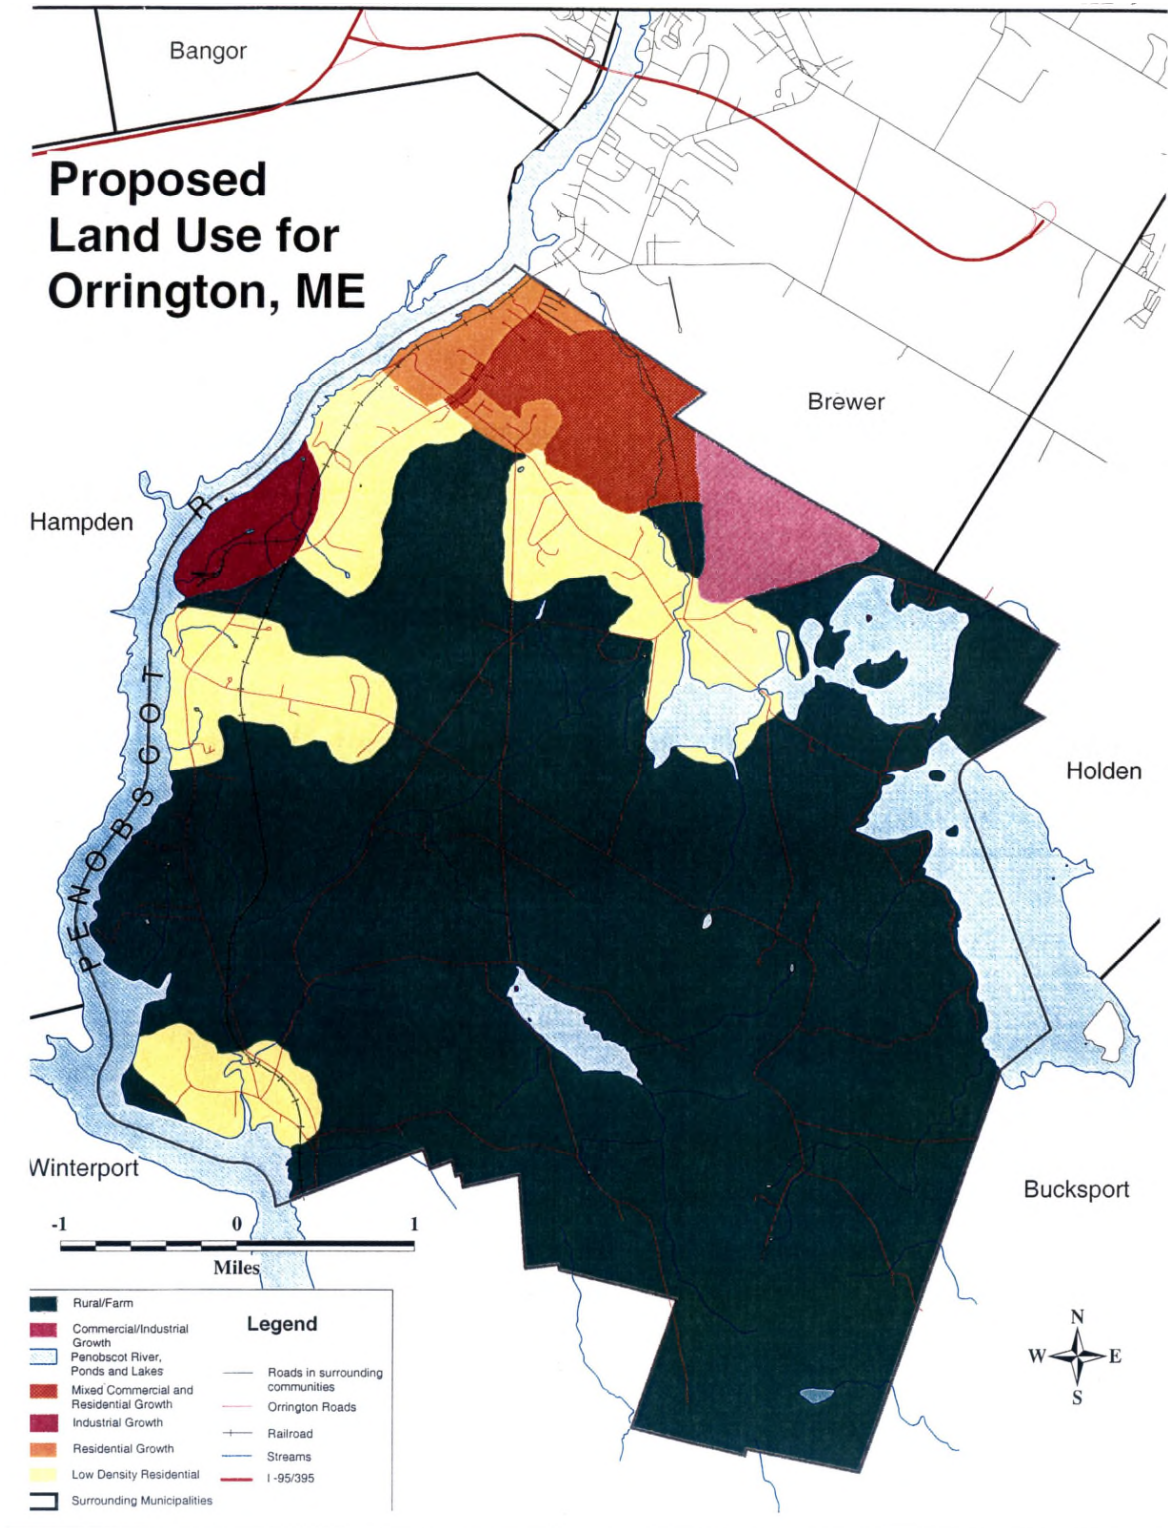 Bangor
Proposed
Land Use for
Orrington, ME
Brewer
Hampden
PENOBSCOT R.
Holden
Winterport
Bucksport
-1 0 1
Miles
N
W E
S
Legend
Rural/Farm
Commercial/Industrial
Growth
Penobscot River,
Ponds and Lakes
Mixed Commercial and
Residential Growth
Industrial Growth
Residential Growth
Low Density Residential
Surrounding Municipalities
Roads in surrounding
communities
Orrington Roads
Railroad
Streams
I -95/395